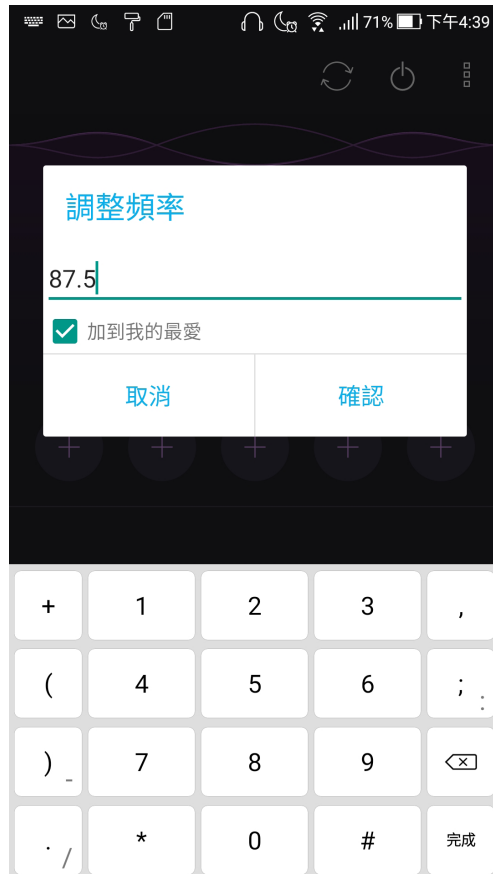 71% 下午4:39
調整頻率
87.5
加到我的最愛
取消 確認
+ 1 2 3 ,
( 4 5 6 ; :
) - 7 8 9
. / * 0 # 完成